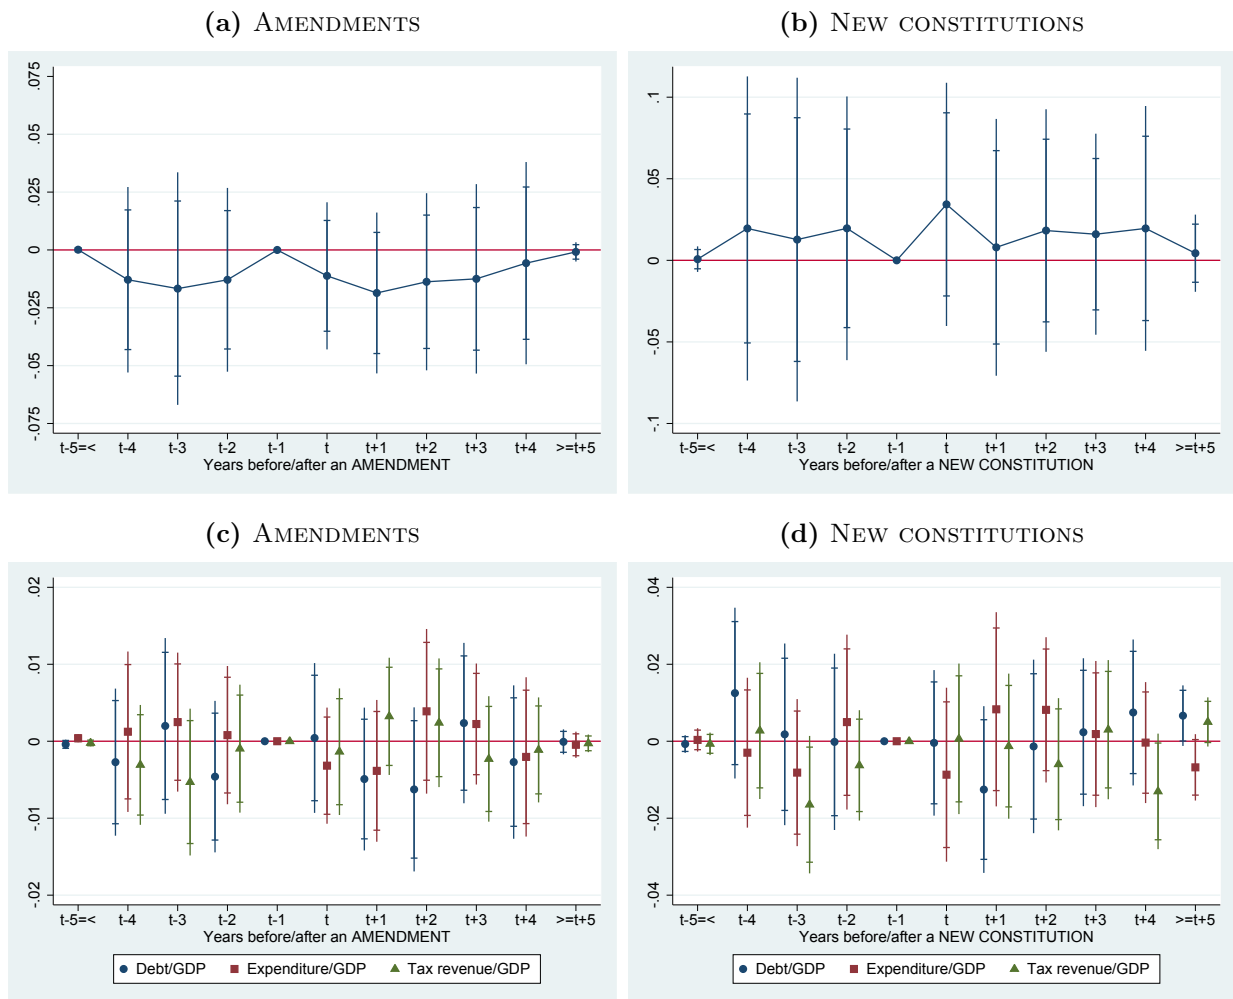 (a) AMENDMENTS
.075
.05
.025
0
-.025
-.05
-.075
t-5=< t-4 t-3 t-2 t-1 t t+1 t+2 t+3 t+4 >=t+5
Years before/after an AMENDMENT
(b) NEW CONSTITUTIONS
.1
.05
0
-.05
-.1
t-5=< t-4 t-3 t-2 t-1 t t+1 t+2 t+3 t+4 >=t+5
Years before/after a NEW CONSTITUTION
(c) AMENDMENTS
.02
.01
0
-.01
-.02
t-5=< t-4 t-3 t-2 t-1 t t+1 t+2 t+3 t+4 >=t+5
Years before/after an AMENDMENT
Debt/GDP Expenditure/GDP Tax revenue/GDP
(d) NEW CONSTITUTIONS
.04
.02
0
-.02
-.04
t-5=< t-4 t-3 t-2 t-1 t t+1 t+2 t+3 t+4 >=t+5
Years before/after a NEW CONSTITUTION
Debt/GDP Expenditure/GDP Tax revenue/GDP